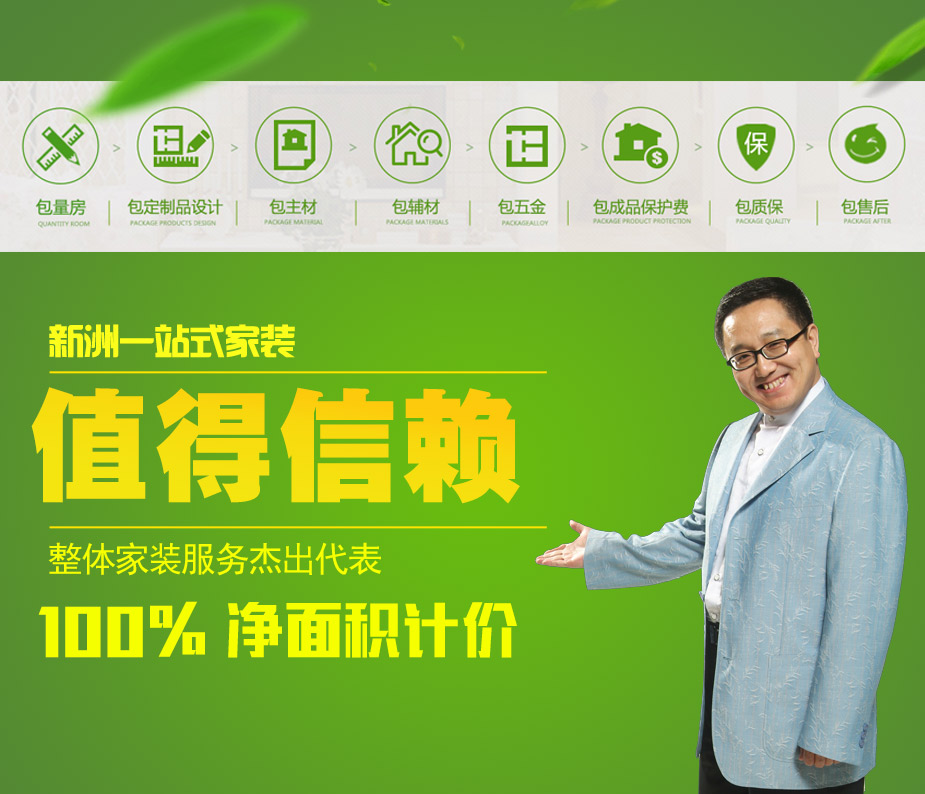 保
包量房 包定制品设计 包主材 包辅材 包五金 包成品保护费 包质保 包售后
QUANTITY ROOM PACKAGE PRODUCTS DESIGN PACKAGE MATERIAL PACKAGE MATERIALS PACKAGEALLOY PACKAGE PRODUCT PROTECTION PACKAGE QUALITY PACKAGE AFTER
新洲一站式家装
值得信赖
整体家装服务杰出代表
100% 净面积计价